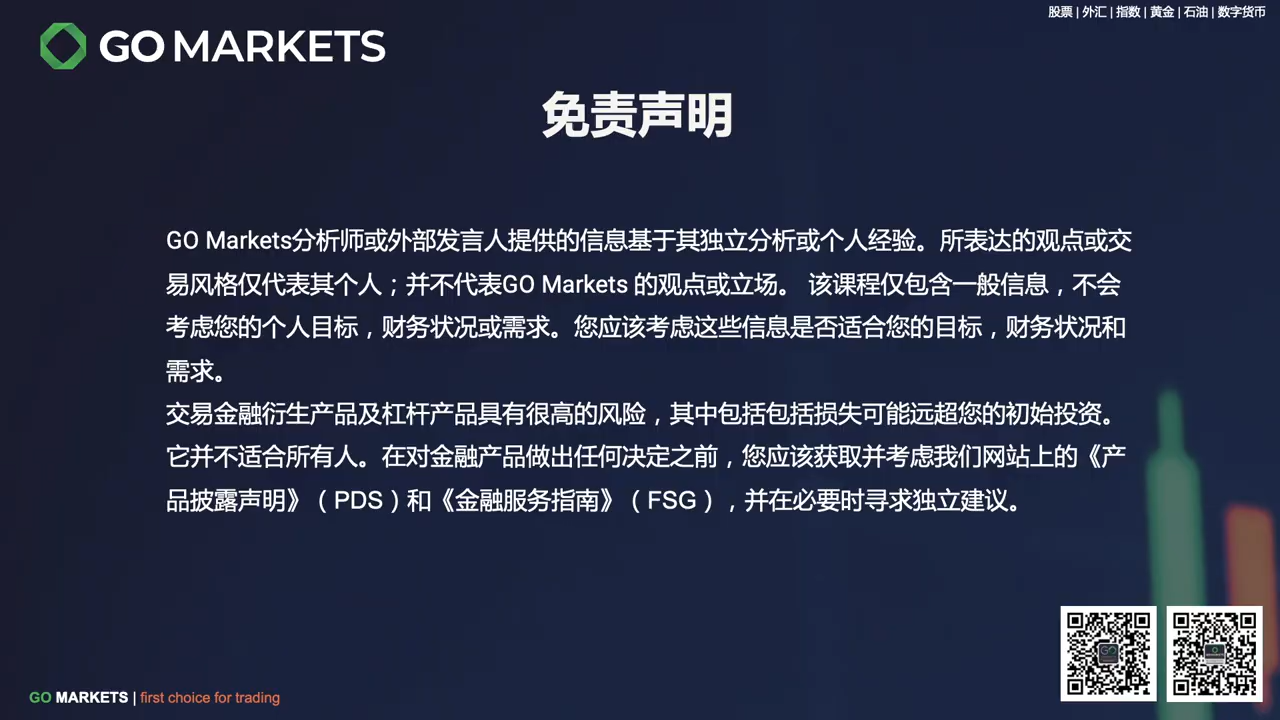 股票 | 外汇 | 指数 | 黄金 | 石油 | 数字货币
GO MARKETS
免责声明
GO Markets分析师或外部发言人提供的信息基于其独立分析或个人经验。所表达的观点或交
易风格仅代表其个人；并不代表GO Markets 的观点或立场。 该课程仅包含一般信息，不会
考虑您的个人目标，财务状况或需求。您应该考虑这些信息是否适合您的目标，财务状况和
需求。
交易金融衍生产品及杠杆产品具有很高的风险，其中包括包括损失可能远超您的初始投资。
它并不适合所有人。在对金融产品做出任何决定之前，您应该获取并考虑我们网站上的《产
品披露声明》（PDS）和《金融服务指南》（FSG），并在必要时寻求独立建议。
GO MARKETS | first choice for trading